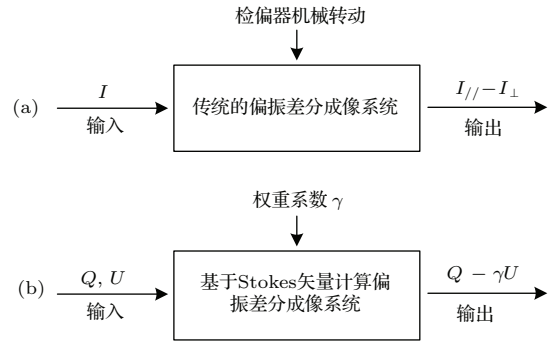 检偏器机械转动
(a)
I
输入
传统的偏振差分成像系统
I//−I⊥
输出
权重系数 γ
(b)
Q, U
输入
基于Stokes矢量计算偏
振差分成像系统
Q − γU
输出